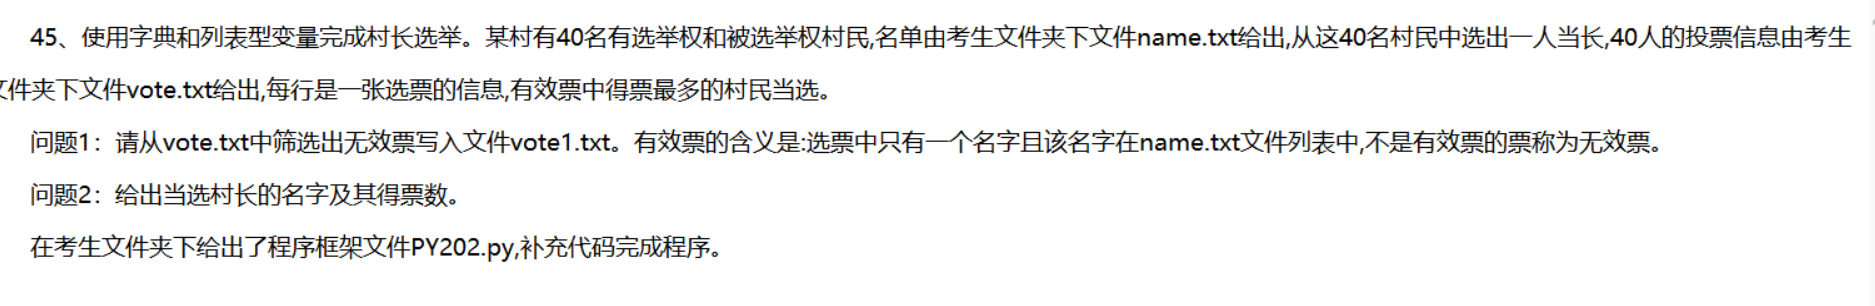 45、使用字典和列表型变量完成村长选举。某村有40名有选举权和被选举权村民,名单由考生文件夹下文件name.txt给出,从这40名村民中选出一人当长,40人的投票信息由考生
文件夹下文件vote.txt给出,每行是一张选票的信息,有效票中得票最多的村民当选。
问题1：请从vote.txt中筛选出无效票写入文件vote1.txt。有效票的含义是:选票中只有一个名字且该名字在name.txt文件列表中,不是有效票的票称为无效票。
问题2：给出当选村长的名字及其得票数。
在考生文件夹下给出了程序框架文件PY202.py,补充代码完成程序。